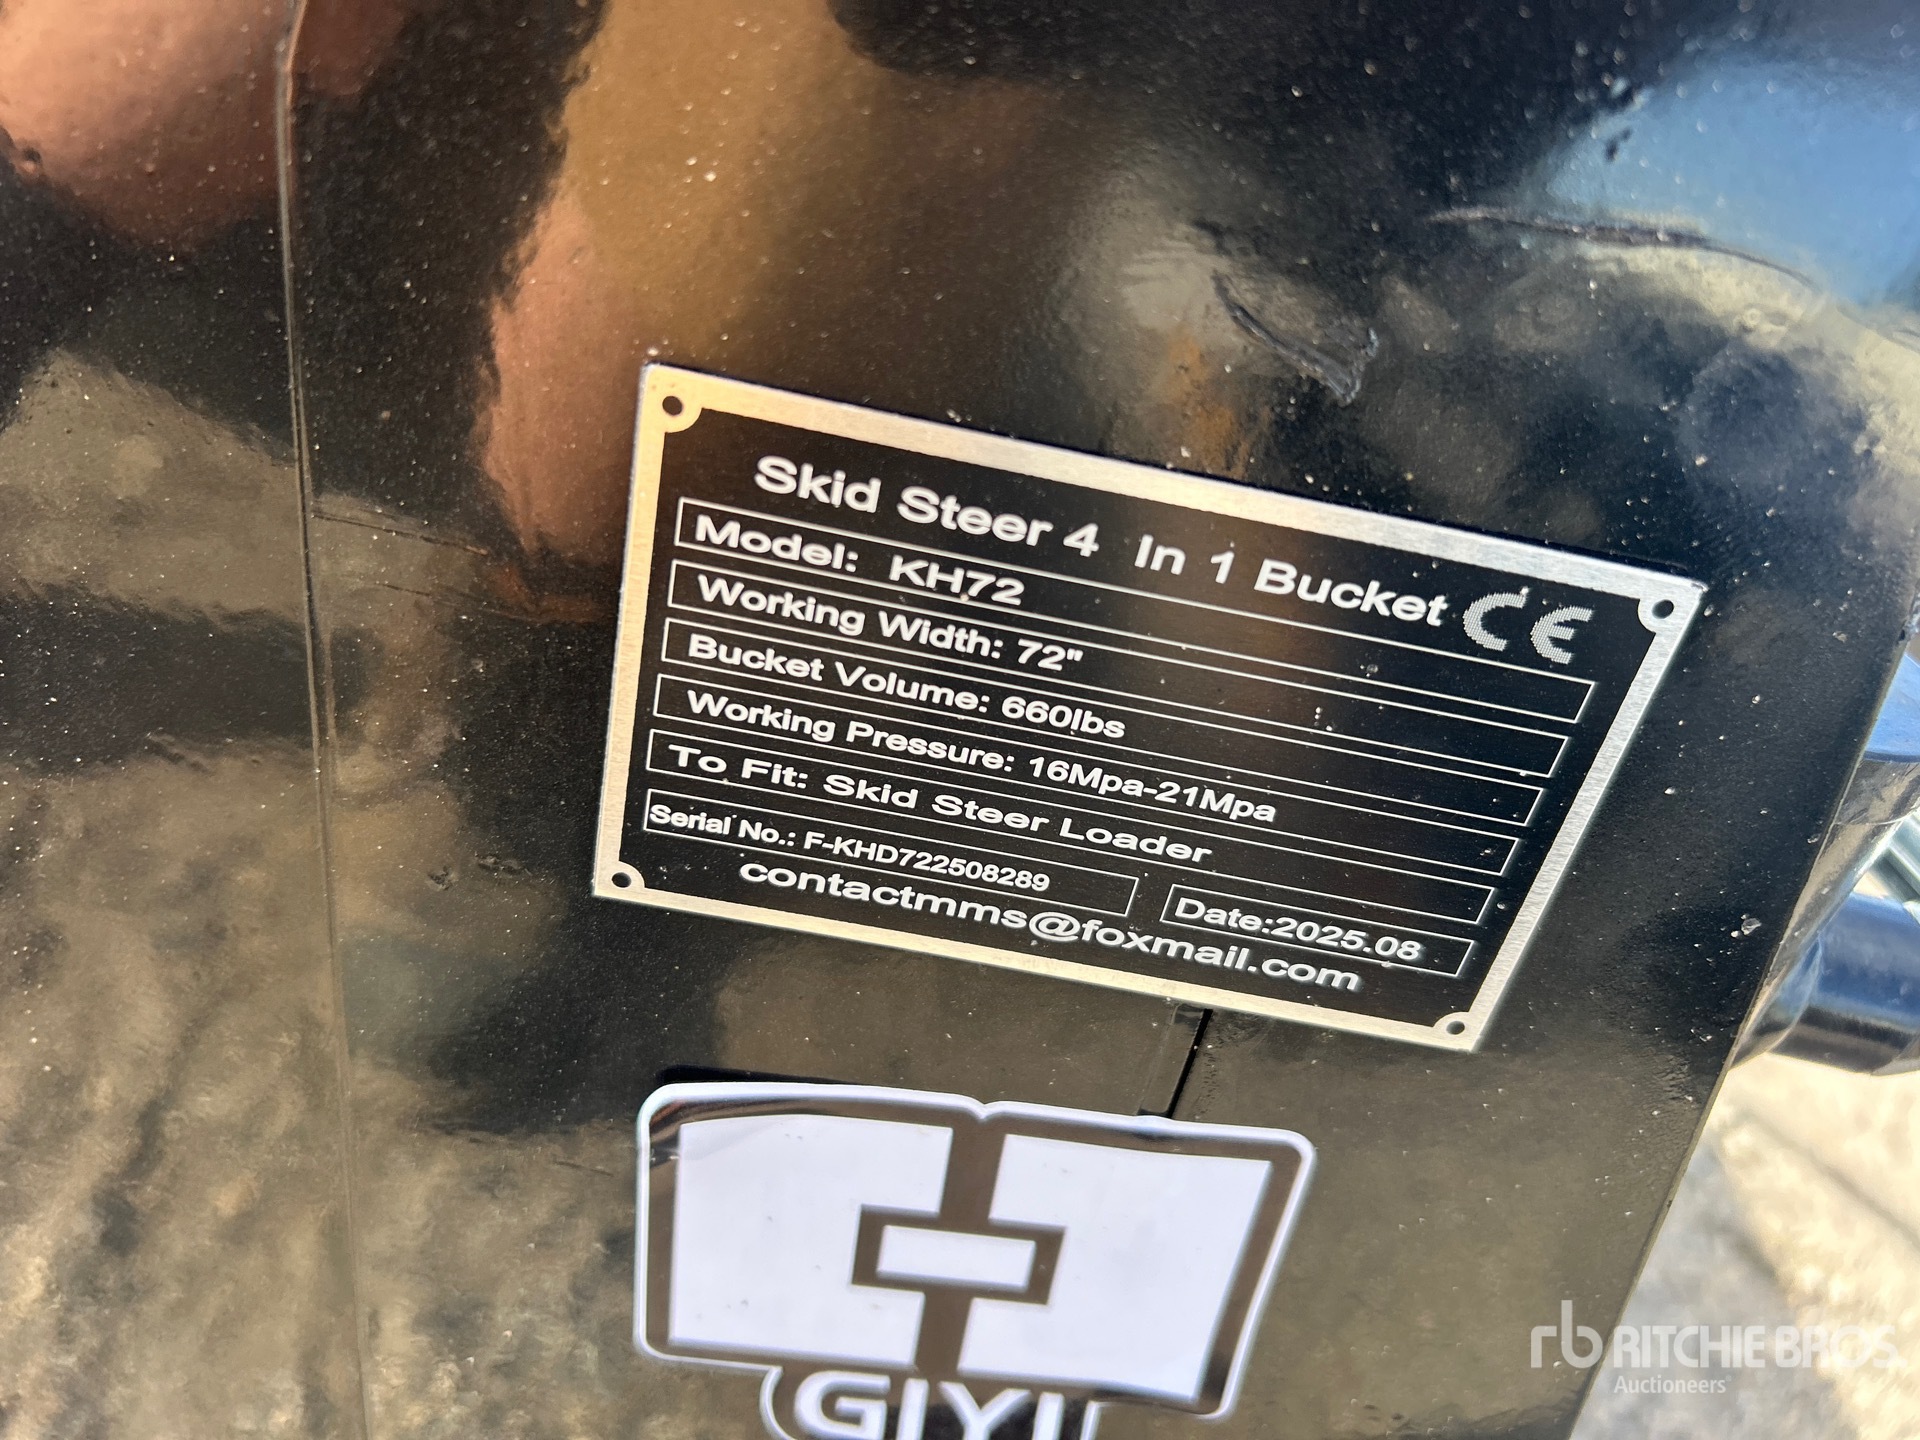 Skid Steer 4 In 1 Bucket CE
Model: KH72
Working Width: 72"
Bucket Volume: 660lbs
Working Pressure: 16Mpa-21Mpa
To Fit: Skid Steer Loader
Serial No.: F-KHD722508289
Date:2025.08
contactmms@foxmail.com
GIYI
rb RITCHIE BROS.
Auctioneers